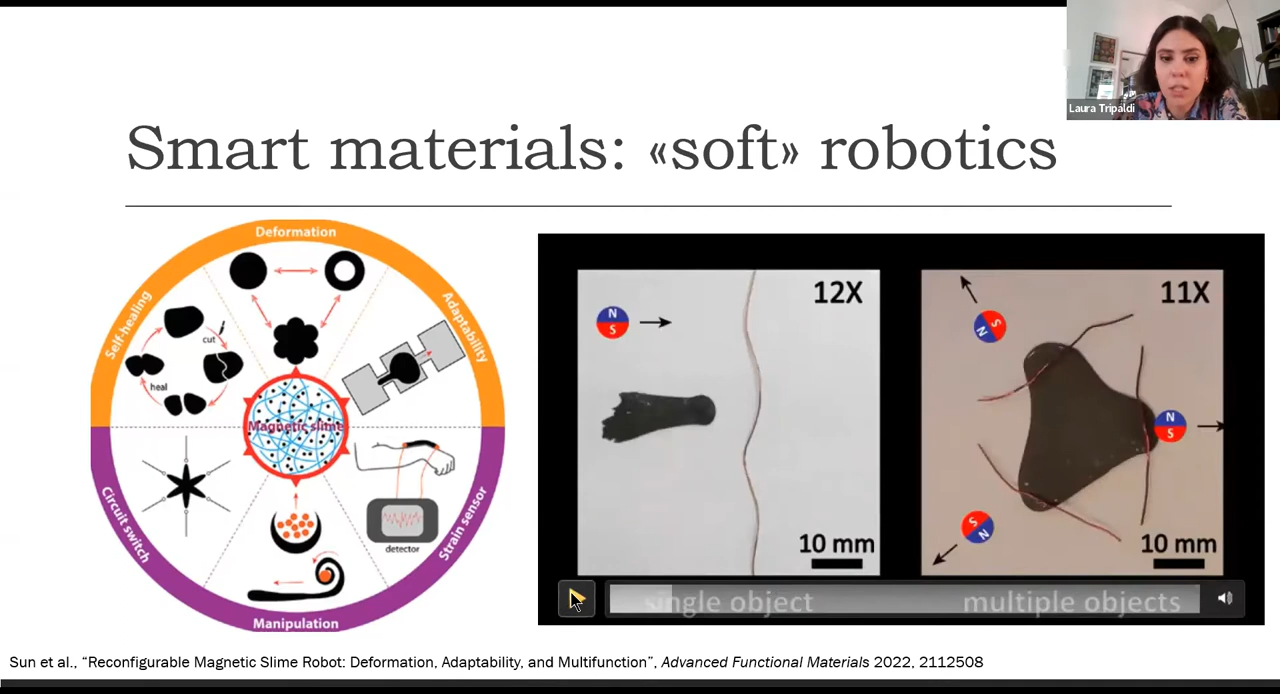 Laura Tripaldi
Smart materials: «soft» robotics
Deformation
Adaptability
Self-healing
cut
heal
Magnetic slime
Circuit switch
Strain sensor
detector
Manipulation
12X
N
S
10 mm
single object
11X
S
N
N
S
S
N
10 mm
multiple objects
Sun et al., “Reconfigurable Magnetic Slime Robot: Deformation, Adaptability, and Multifunction”, Advanced Functional Materials 2022, 2112508